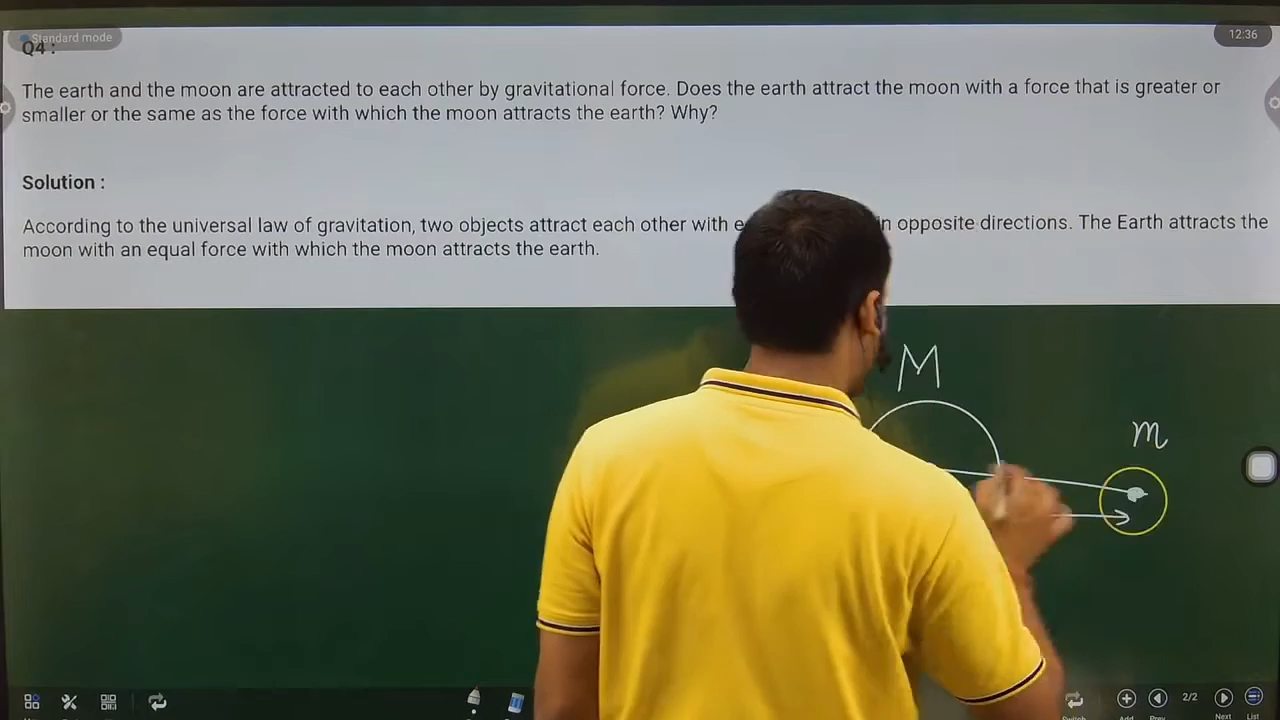 Standard mode
12:36
Q4 :
The earth and the moon are attracted to each other by gravitational force. Does the earth attract the moon with a force that is greater or
smaller or the same as the force with which the moon attracts the earth? Why?
Solution :
According to the universal law of gravitation, two objects attract each other with in opposite directions. The Earth attracts the
moon with an equal force with which the moon attracts the earth.
M
m
2/2
Add
Next
List